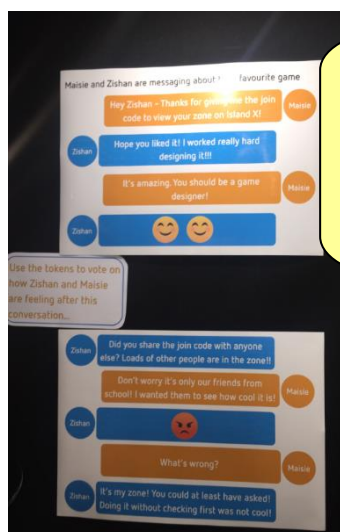 Maisie and Zishan are messaging about favourite game
Hey Zishan – Thanks for giving me the join
code to view your zone on Island X!
Maisie
Zishan
Hope you liked it! I worked really hard
designing it!!!
It's amazing. You should be a game
designer!
Maisie
Zishan
Use the tokens to vote on
how Zishan and Maisie
are feeling after this
conversation...
Zishan
Did you share the join code with anyone
else? Loads of other people are in the zone!!
Don't worry it's only our friends from
school! I wanted them to see how cool it is!
Maisie
Zishan
What's wrong?
Maisie
Zishan
It's my zone! You could at least have asked!
Doing it without checking first was not cool!